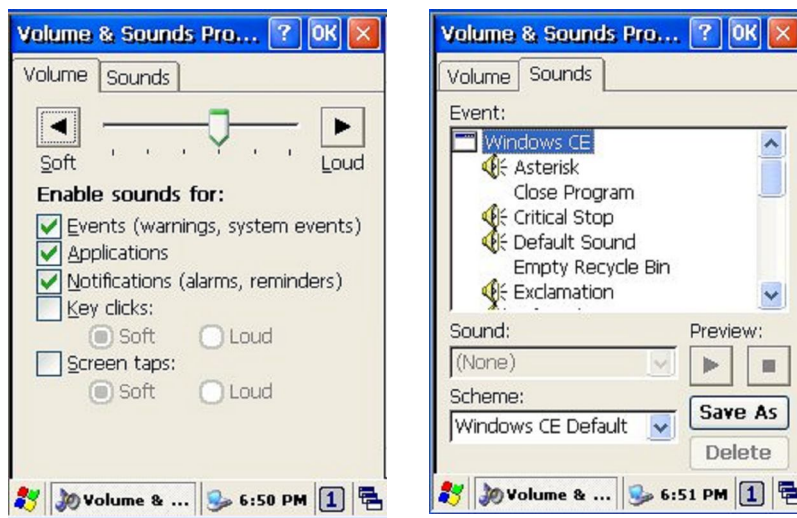 Volume & Sounds Pro... ? OK
Volume Sounds
Soft Loud
Enable sounds for:
Events (warnings, system events)
Applications
Notifications (alarms, reminders)
Key clicks:
Soft Loud
Screen taps:
Soft Loud
Volume & ... 6:50 PM 1
Volume & Sounds Pro... ? OK
Volume Sounds
Event:
Windows CE
Asterisk
Close Program
Critical Stop
Default Sound
Empty Recycle Bin
Exclamation
Sound: Preview:
(None)
Scheme:
Save As
Windows CE Default
Delete
Volume & ... 6:51 PM 1